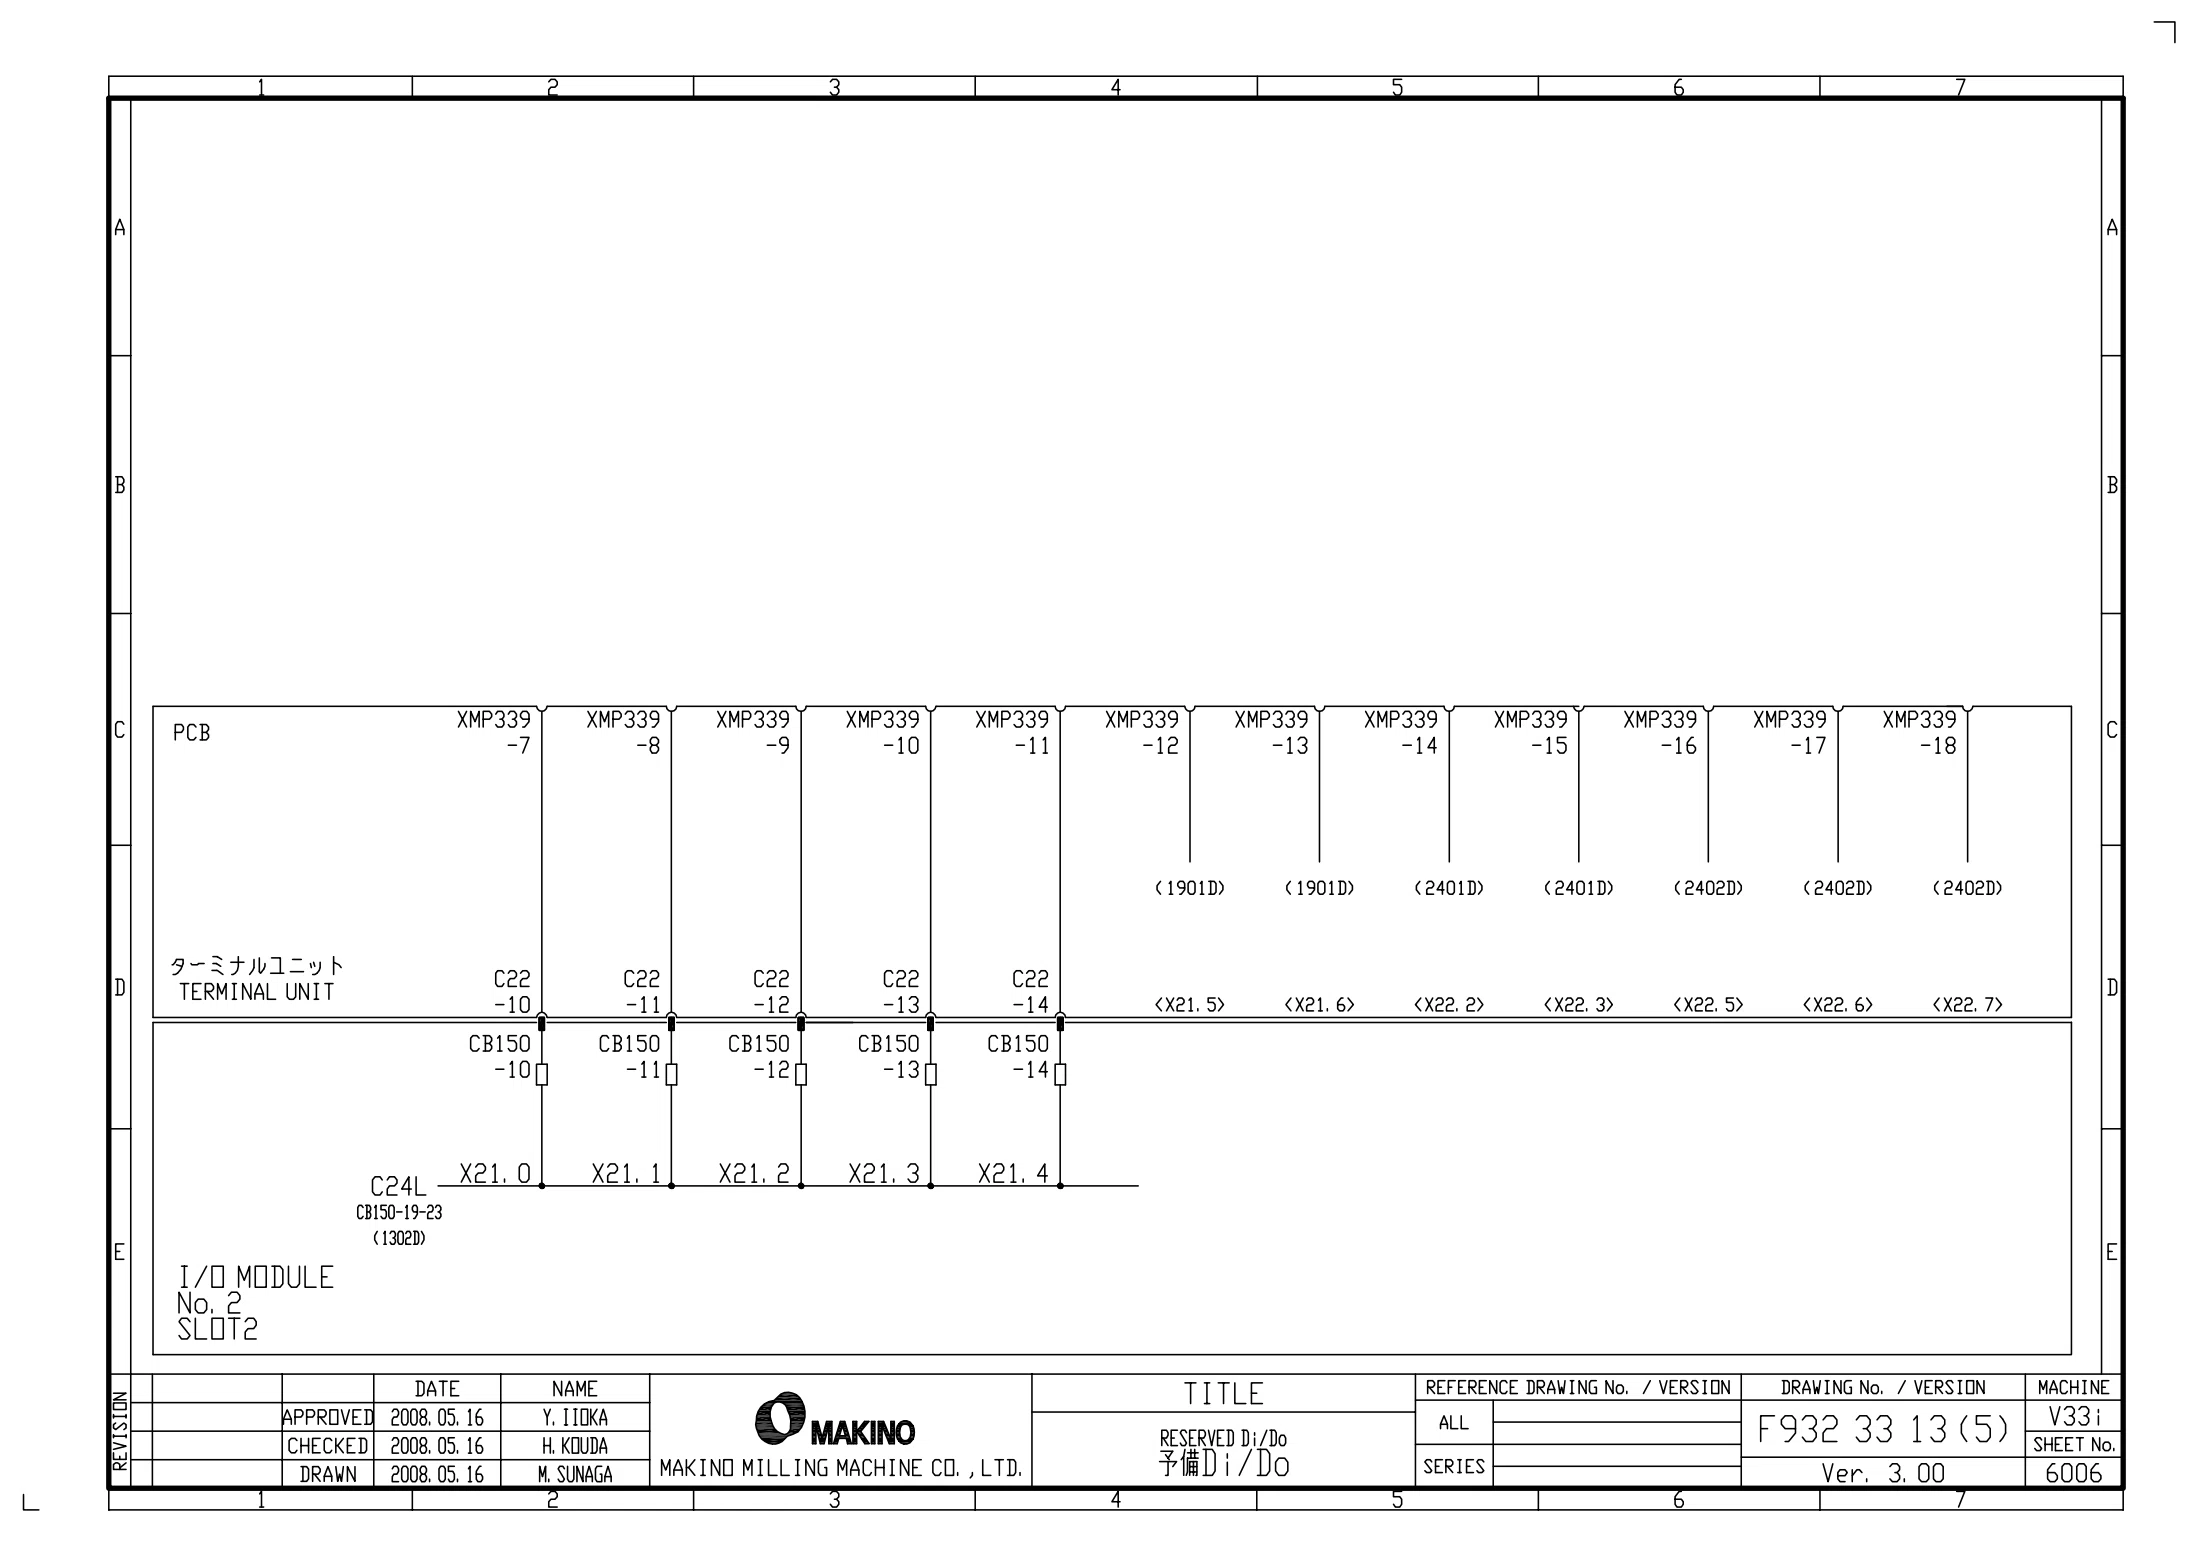 1 2 3 4 5 6 7
A A
B B
C C
PCB
XMP339 XMP339 XMP339 XMP339 XMP339 XMP339 XMP339 XMP339 XMP339 XMP339 XMP339 XMP339
-7 -8 -9 -10 -11 -12 -13 -14 -15 -16 -17 -18
(1901D) (1901D) (2401D) (2401D) (2402D) (2402D) (2402D)
D D
ターミナルユニット
TERMINAL UNIT
C22 C22 C22 C22 C22
-10 -11 -12 -13 -14
<X21.5> <X21.6> <X22.2> <X22.3> <X22.5> <X22.6> <X22.7>
CB150 CB150 CB150 CB150 CB150
-10 -11 -12 -13 -14
X21.0 X21.1 X21.2 X21.3 X21.4
C24L
CB150-19-23
(1302D)
E E
I/O MODULE
No.2
SLOT2
REVISION
DATE NAME
APPROVED 2008.05.16 Y. IIOKA
CHECKED 2008.05.16 H. KOUDA
DRAWN 2008.05.16 M. SUNAGA
MAKINO
MAKINO MILLING MACHINE CO.,LTD.
TITLE
RESERVED Di/Do
予備Di/Do
REFERENCE DRAWING No. / VERSION
ALL
SERIES
DRAWING No. / VERSION
F932 33 13(5)
Ver. 3.00
MACHINE
V33i
SHEET No.
6006
1 2 3 4 5 6 7